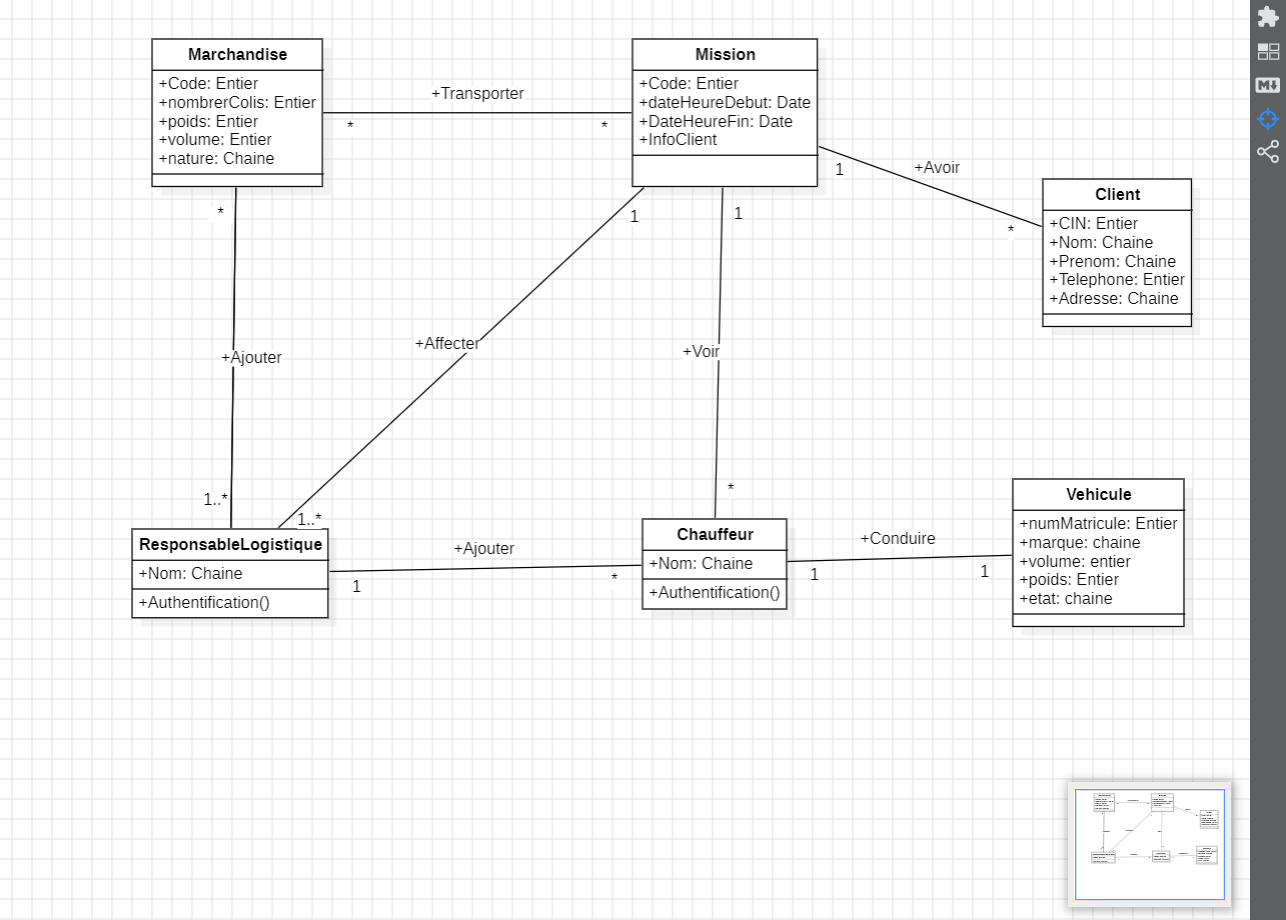 Marchandise
+Code: Entier
+nombrerColis: Entier
+poids: Entier
+volume: Entier
+nature: Chaine
+Transporter
*
*
Mission
+Code: Entier
+dateHeureDebut: Date
+DateHeureFin: Date
+InfoClient
1
+Avoir
*
Client
+CIN: Entier
+Nom: Chaine
+Prenom: Chaine
+Telephone: Entier
+Adresse: Chaine
*
+Ajouter
1..*
1
+Affecter
1..*
1
+Voir
*
ResponsableLogistique
+Nom: Chaine
+Authentification()
+Ajouter
1
*
Chauffeur
+Nom: Chaine
+Authentification()
+Conduire
1
1
Vehicule
+numMatricule: Entier
+marque: chaine
+volume: entier
+poids: Entier
+etat: chaine
M